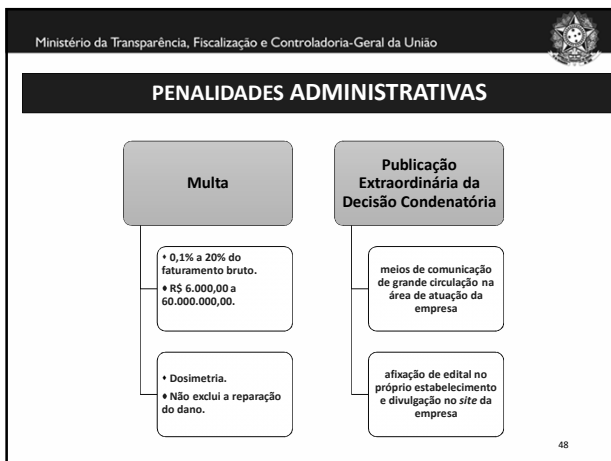 Ministério da Transparência, Fiscalização e Controladoria-Geral da União
PENALIDADES ADMINISTRATIVAS
Multa
• 0,1% a 20% do
faturamento bruto.
• R$ 6.000,00 a
60.000.000,00.
• Dosimetria.
• Não exclui a reparação
do dano.
Publicação
Extraordinária da
Decisão Condenatória
meios de comunicação
de grande circulação na
área de atuação da
empresa
afixação de edital no
próprio estabelecimento
e divulgação no site da
empresa
48